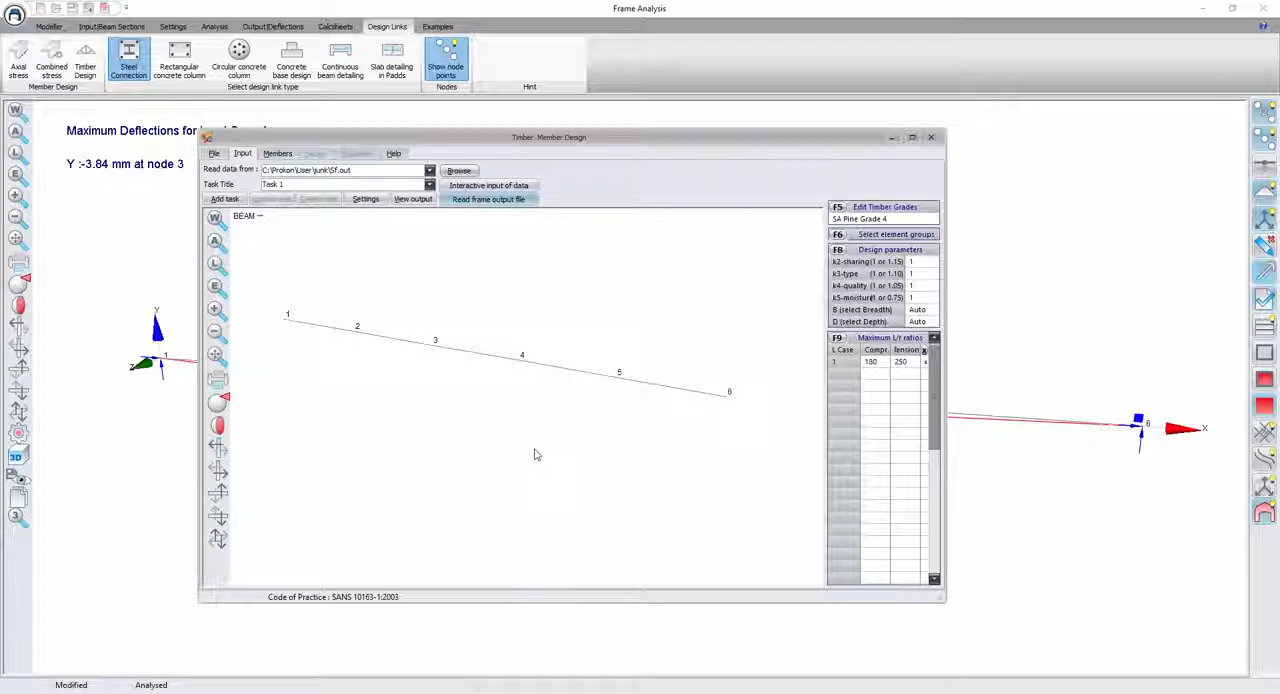 Frame Analysis
Modeller
Input/Beam Sections
Settings
Analysis
Output/Deflections
Calcsheets
Design Links
Examples
Axial stress
Combined stress
Timber Design
Steel Connection
Rectangular concrete column
Circular concrete column
Concrete base design
Continuous beam detailing
Slab detailing in Padds
Show node points
Member Design
Select design link type
Nodes
Hint
Maximum Deflections for
Y :-3.84 mm at node 3
Timber Member Design
File
Input
Members
Help
Read data from :
C:\Prokon\User\junk\Sf.out
Browse
Task Title
Task 1
Interactive input of data
Add task
Settings
View output
Read frame output file
BEAM --
1
2
3
4
5
6
F5 Edit Timber Grades
SA Pine Grade 4
F6 Select element groups
F8 Design parameters
k2-sharing(1 or 1.15) 1
k3-type (1 or 1.10) 1
k4-quality (1 or 1.05) 1
k5-moisture(1 or 0.75) 1
B (select Breadth) Auto
D (select Depth) Auto
F9 Maximum L/r ratios
L Case Compr. Tension x
1 180 250 x
Code of Practice : SANS 10163-1:2003
Y
Z
1
6
X
W
A
L
E
3D
3
W
A
L
E
Modified
Analysed